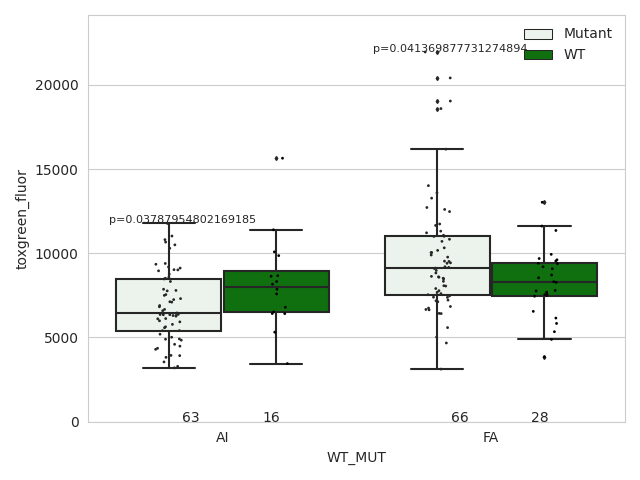 Mutant
WT
p=0.041369877731274894
p=0.03787954802169185
toxgreen_fluor
20000
15000
10000
5000
0
63
16
66
28
AI
FA
WT_MUT